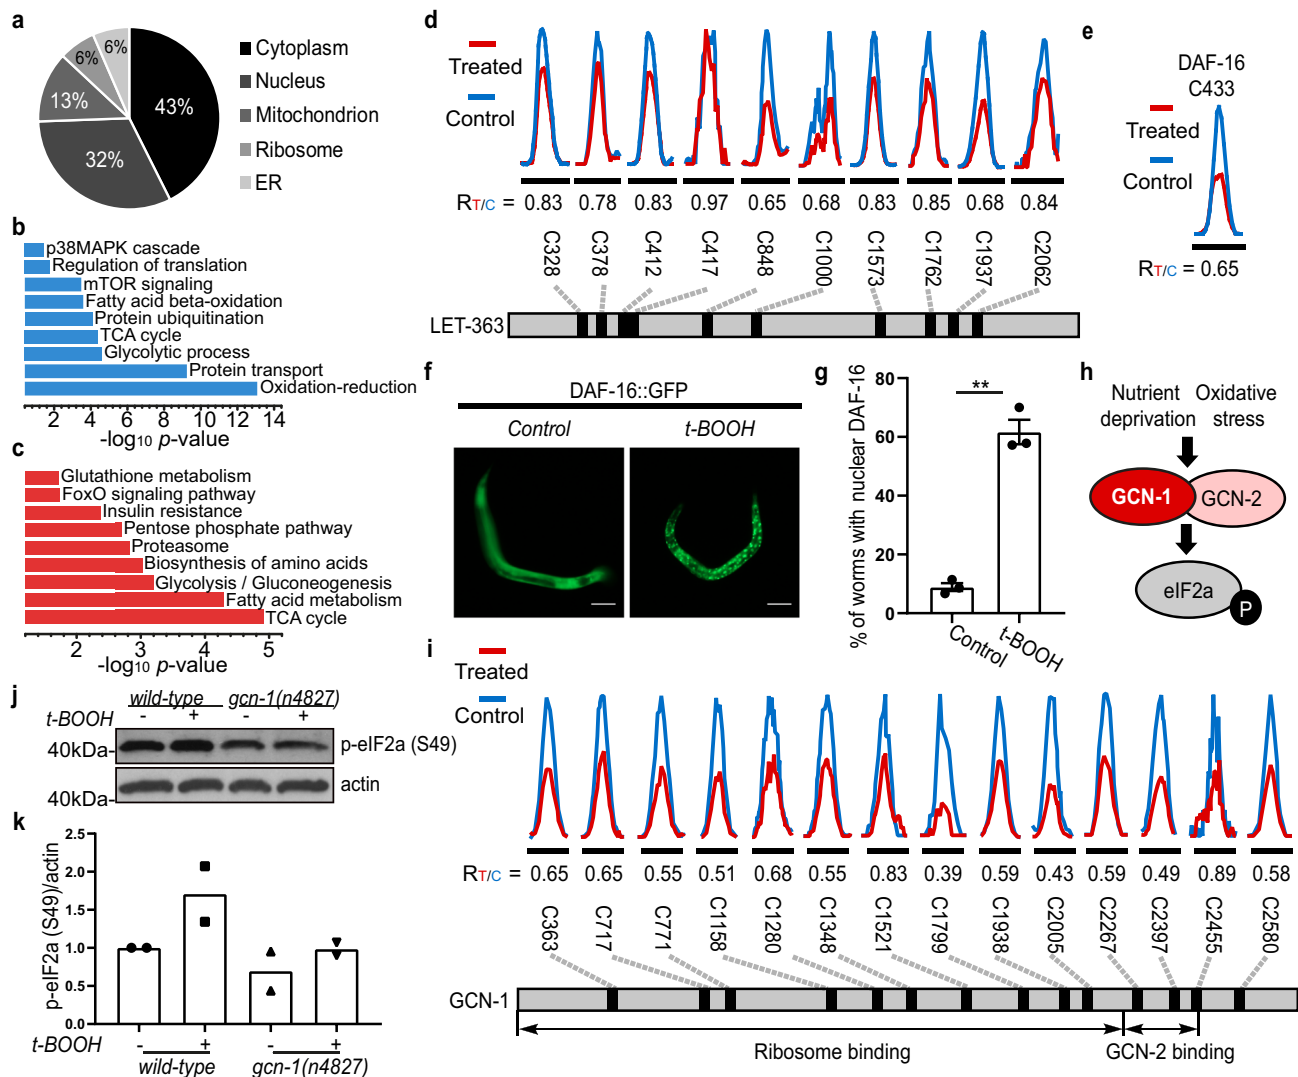 a
43%
32%
13%
6%
6%
Cytoplasm
Nucleus
Mitochondrion
Ribosome
ER
b
p38MAPK cascade
Regulation of translation
mTOR signaling
Fatty acid beta-oxidation
Protein ubiquitination
TCA cycle
Glycolytic process
Protein transport
Oxidation-reduction
2 4 6 8 10 12 14
-log10 p-value
c
Glutathione metabolism
FoxO signaling pathway
Insulin resistance
Pentose phosphate pathway
Proteasome
Biosynthesis of amino acids
Glycolysis / Gluconeogenesis
Fatty acid metabolism
TCA cycle
2 3 4 5
-log10 p-value
d
Treated
Control
RT/C = 0.83 0.78 0.83 0.97 0.65 0.68 0.83 0.85 0.68 0.84
C328 C378 C412 C417 C848 C1000 C1573 C1762 C1937 C2062
LET-363
e
DAF-16
C433
Treated
Control
RT/C = 0.65
f
DAF-16::GFP
Control t-BOOH
g
% of worms with nuclear DAF-16
80
60
40
20
0
**
Control t-BOOH
h
Nutrient Oxidative
deprivation stress
GCN-1 GCN-2
eIF2a
P
i
Treated
Control
RT/C = 0.65 0.65 0.55 0.51 0.68 0.55 0.83 0.39 0.59 0.43 0.59 0.49 0.89 0.58
C363 C717 C771 C1158 C1280 C1348 C1521 C1799 C1938 C2005 C2267 C2397 C2455 C2580
GCN-1
Ribosome binding GCN-2 binding
j
wild-type gcn-1(n4827)
t-BOOH - + - +
40kDa- p-eIF2a (S49)
40kDa- actin
k
p-eIF2a (S49)/actin
2.5
2.0
1.5
1.0
0.5
0.0
t-BOOH - + - +
wild-type gcn-1(n4827)